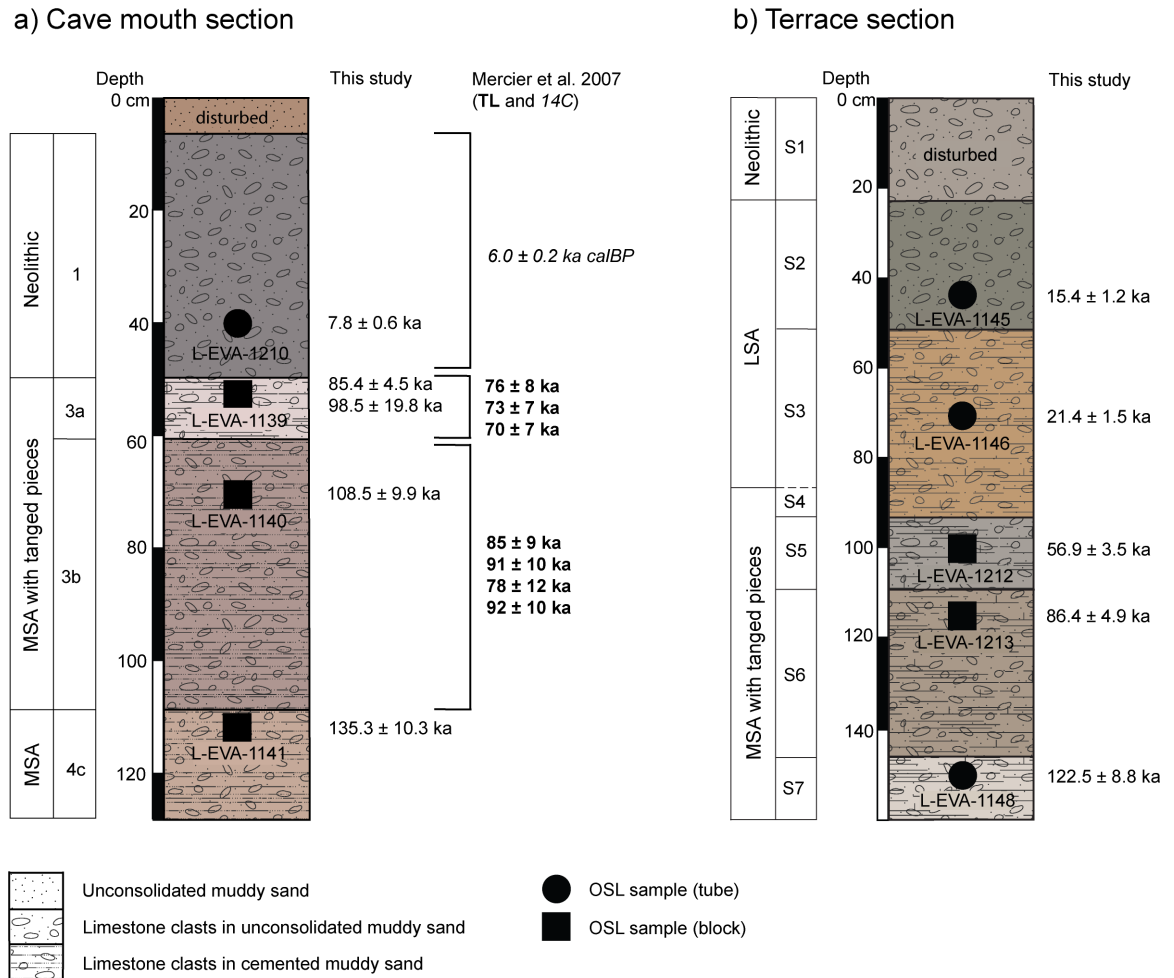 a) Cave mouth section
b) Terrace section
Depth
This study
Mercier et al. 2007
(TL and 14C)
0 cm
disturbed
20
40
60
80
100
120
Neolithic
1
MSA with tanged pieces
3a
3b
MSA
4c
L-EVA-1210
L-EVA-1139
L-EVA-1140
L-EVA-1141
7.8 ± 0.6 ka
85.4 ± 4.5 ka
98.5 ± 19.8 ka
108.5 ± 9.9 ka
135.3 ± 10.3 ka
6.0 ± 0.2 ka calBP
76 ± 8 ka
73 ± 7 ka
70 ± 7 ka
85 ± 9 ka
91 ± 10 ka
78 ± 12 ka
92 ± 10 ka
Depth
This study
0 cm
20
40
60
80
100
120
140
Neolithic
S1
LSA
S2
S3
MSA with tanged pieces
S4
S5
S6
S7
disturbed
L-EVA-1145
L-EVA-1146
L-EVA-1212
L-EVA-1213
L-EVA-1148
15.4 ± 1.2 ka
21.4 ± 1.5 ka
56.9 ± 3.5 ka
86.4 ± 4.9 ka
122.5 ± 8.8 ka
Unconsolidated muddy sand
Limestone clasts in unconsolidated muddy sand
Limestone clasts in cemented muddy sand
OSL sample (tube)
OSL sample (block)